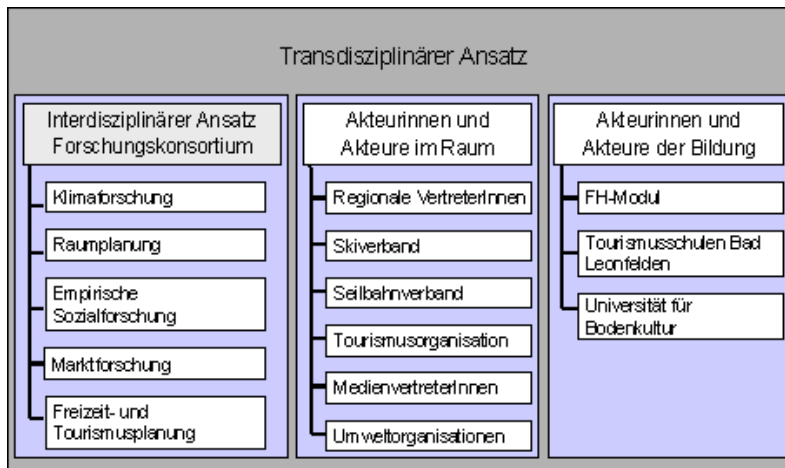 Transdisziplinärer Ansatz
Interdisziplinärer Ansatz
Forschungskonsortium
Klimaforschung
Raumplanung
Empirische
Sozialforschung
Marktforschung
Freizeit- und
Tourismusplanung
Akteurinnen und
Akteure im Raum
Regionale VertreterInnen
Skiverband
Seilbahnverband
Tourismusorganisation
MedienvertreterInnen
Umweltorganisationen
Akteurinnen und
Akteure der Bildung
FH-Modul
Tourismusschulen Bad
Leonfelden
Universität für
Bodenkultur